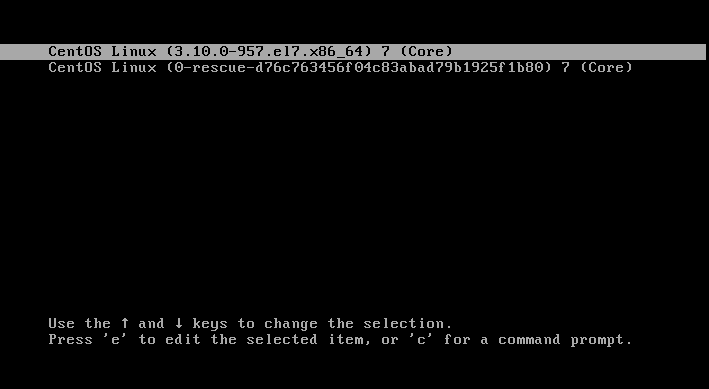 CentOS Linux (3.10.0-957.el7.x86_64) 7 (Core)
CentOS Linux (0-rescue-d76c763456f04c83abad79b1925f1b80) 7 (Core)
Use the ↑ and ↓ keys to change the selection.
Press 'e' to edit the selected item, or 'c' for a command prompt.